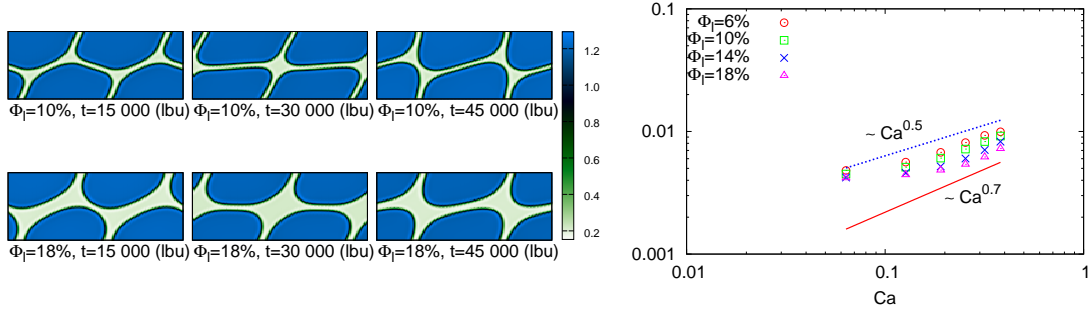 Φl=10%, t=15 000 (lbu)
Φl=10%, t=30 000 (lbu)
Φl=10%, t=45 000 (lbu)
Φl=18%, t=15 000 (lbu)
Φl=18%, t=30 000 (lbu)
Φl=18%, t=45 000 (lbu)
1.2
1.0
0.8
0.6
0.4
0.2
0.1
0.01
0.001
Φl=6%
Φl=10%
Φl=14%
Φl=18%
~ Ca0.5
~ Ca0.7
0.01
0.1
1
Ca